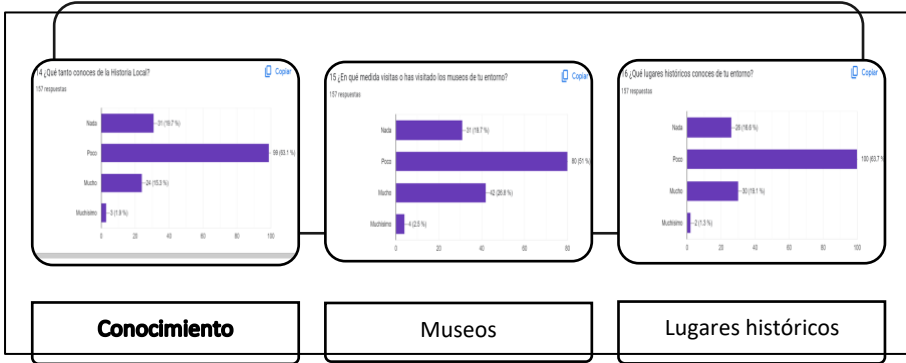 14 ¿Qué tanto conoces de la Historia Local?
Copiar
157 respuestas
Nada
31 (19.7 %)
Poco
99 (63.1 %)
Mucho
24 (15.3 %)
Muchísimo
3 (1.9 %)
0 20 40 60 80 100
15 ¿En qué medida visitas o has visitado los museos de tu entorno?
Copiar
157 respuestas
Nada
31 (19.7 %)
Poco
80 (51 %)
Mucho
42 (26.8 %)
Muchísimo
4 (2.5 %)
0 20 40 60 80
16 ¿Qué lugares históricos conoces de tu entorno?
Copiar
157 respuestas
Nada
26 (16.6 %)
Poco
100 (63.7 %
Mucho
30 (19.1 %)
Muchísimo
2 (1.3 %)
0 20 40 60 80 100
Conocimiento
Museos
Lugares históricos